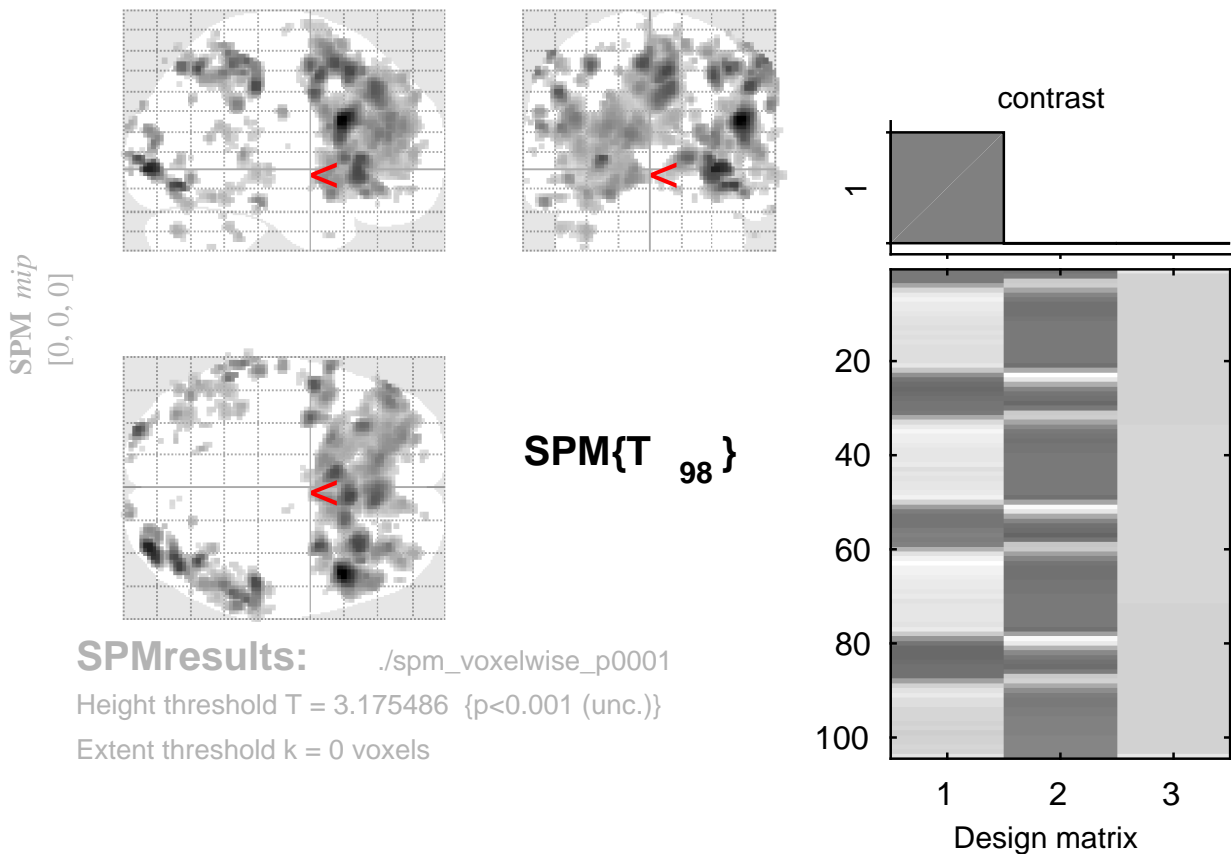 contrast
1
SPM mip
[0, 0, 0]
<
<
<
SPM{T 98 }
20
40
60
80
100
1 2 3
Design matrix
SPMresults: ./spm_voxelwise_p0001
Height threshold T = 3.175486 {p<0.001 (unc.)}
Extent threshold k = 0 voxels